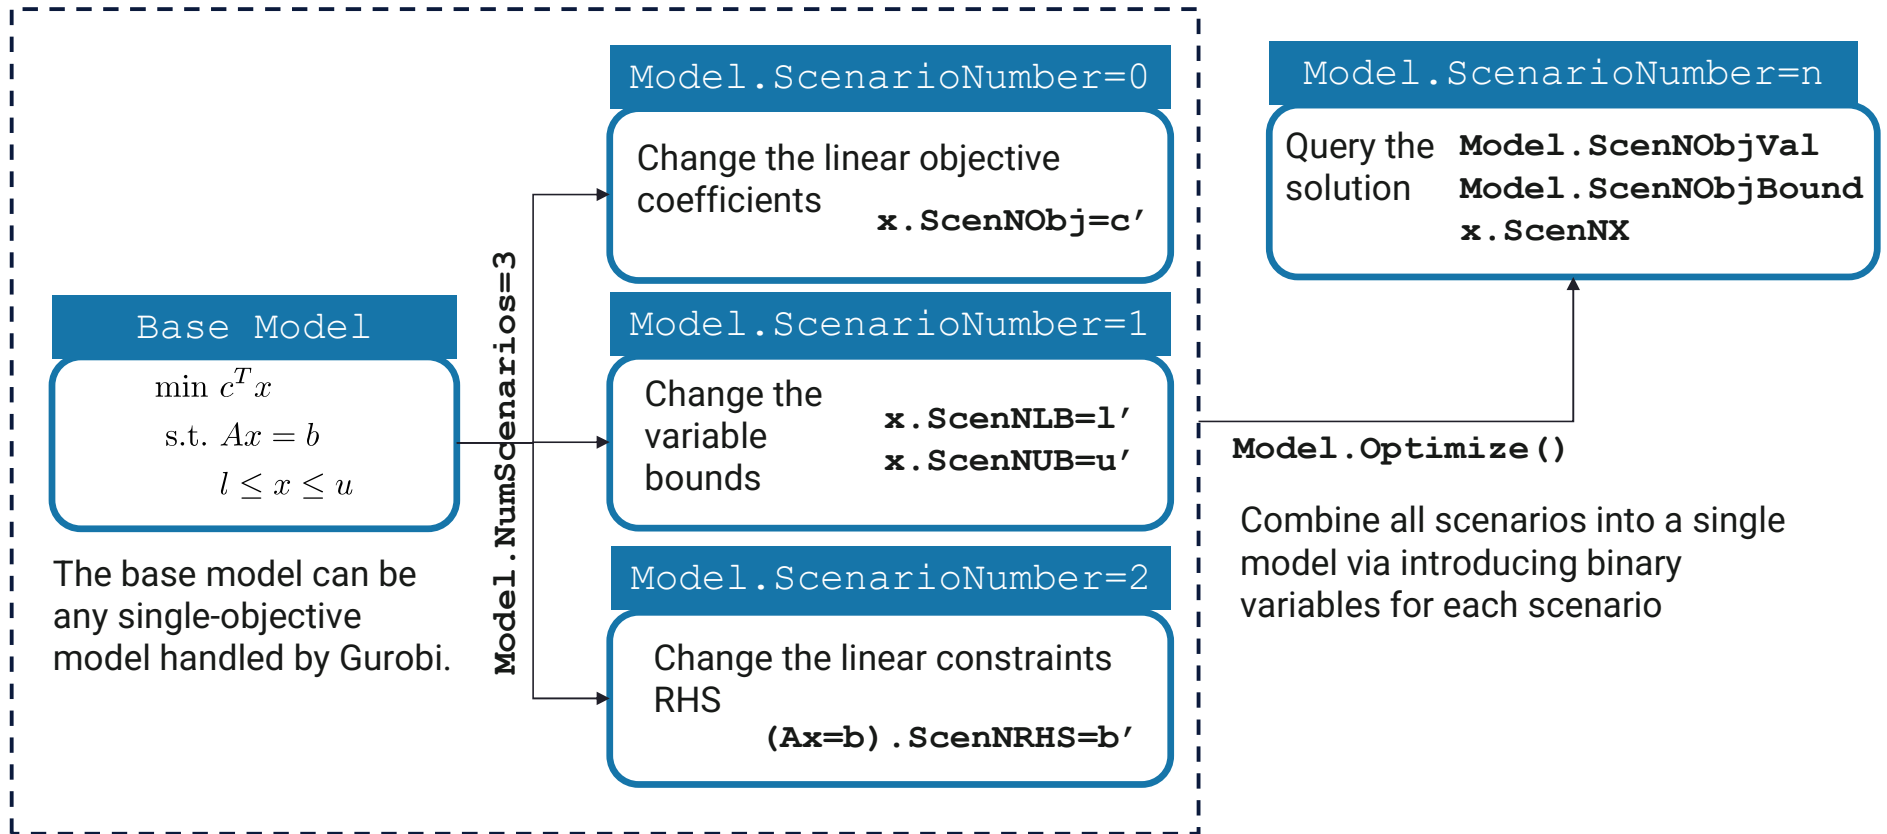 Base Model
min c^T x
s.t. Ax = b
l ≤ x ≤ u
The base model can be
any single-objective
model handled by Gurobi.
Model.NumScenarios=3
Model.ScenarioNumber=0
Change the linear objective
coefficients
x.ScenNObj=c’
Model.ScenarioNumber=1
Change the
variable
bounds
x.ScenNLB=l’
x.ScenNUB=u’
Model.ScenarioNumber=2
Change the linear constraints
RHS
(Ax=b).ScenNRHS=b’
Model.ScenarioNumber=n
Query the
solution
Model.ScenNObjVal
Model.ScenNObjBound
x.ScenNX
Model.Optimize()
Combine all scenarios into a single
model via introducing binary
variables for each scenario